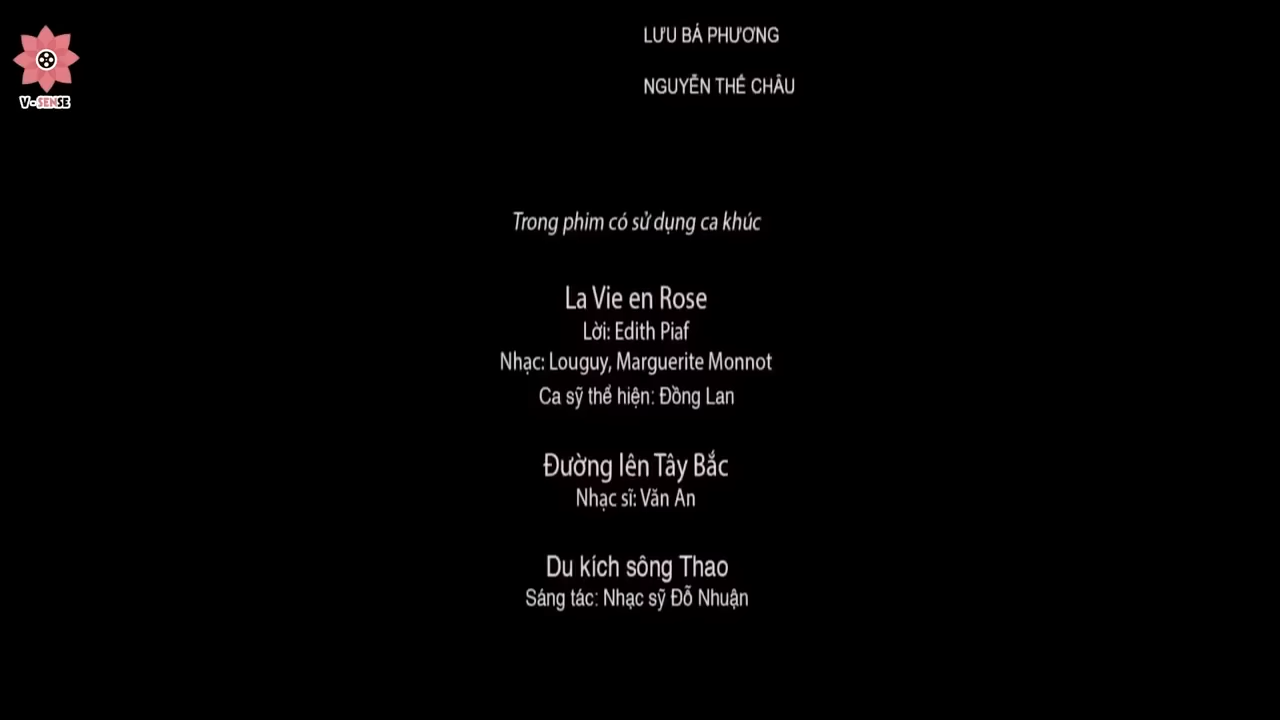 LƯU BÁ PHƯƠNG
V-SENSE
NGUYỄN THẾ CHÂU
Trong phim có sử dụng ca khúc
La Vie en Rose
Lời: Edith Piaf
Nhạc: Louguy, Marguerite Monnot
Ca sỹ thể hiện: Đồng Lan
Đường lên Tây Bắc
Nhạc sĩ: Văn An
Du kích sông Thao
Sáng tác: Nhạc sỹ Đỗ Nhuận